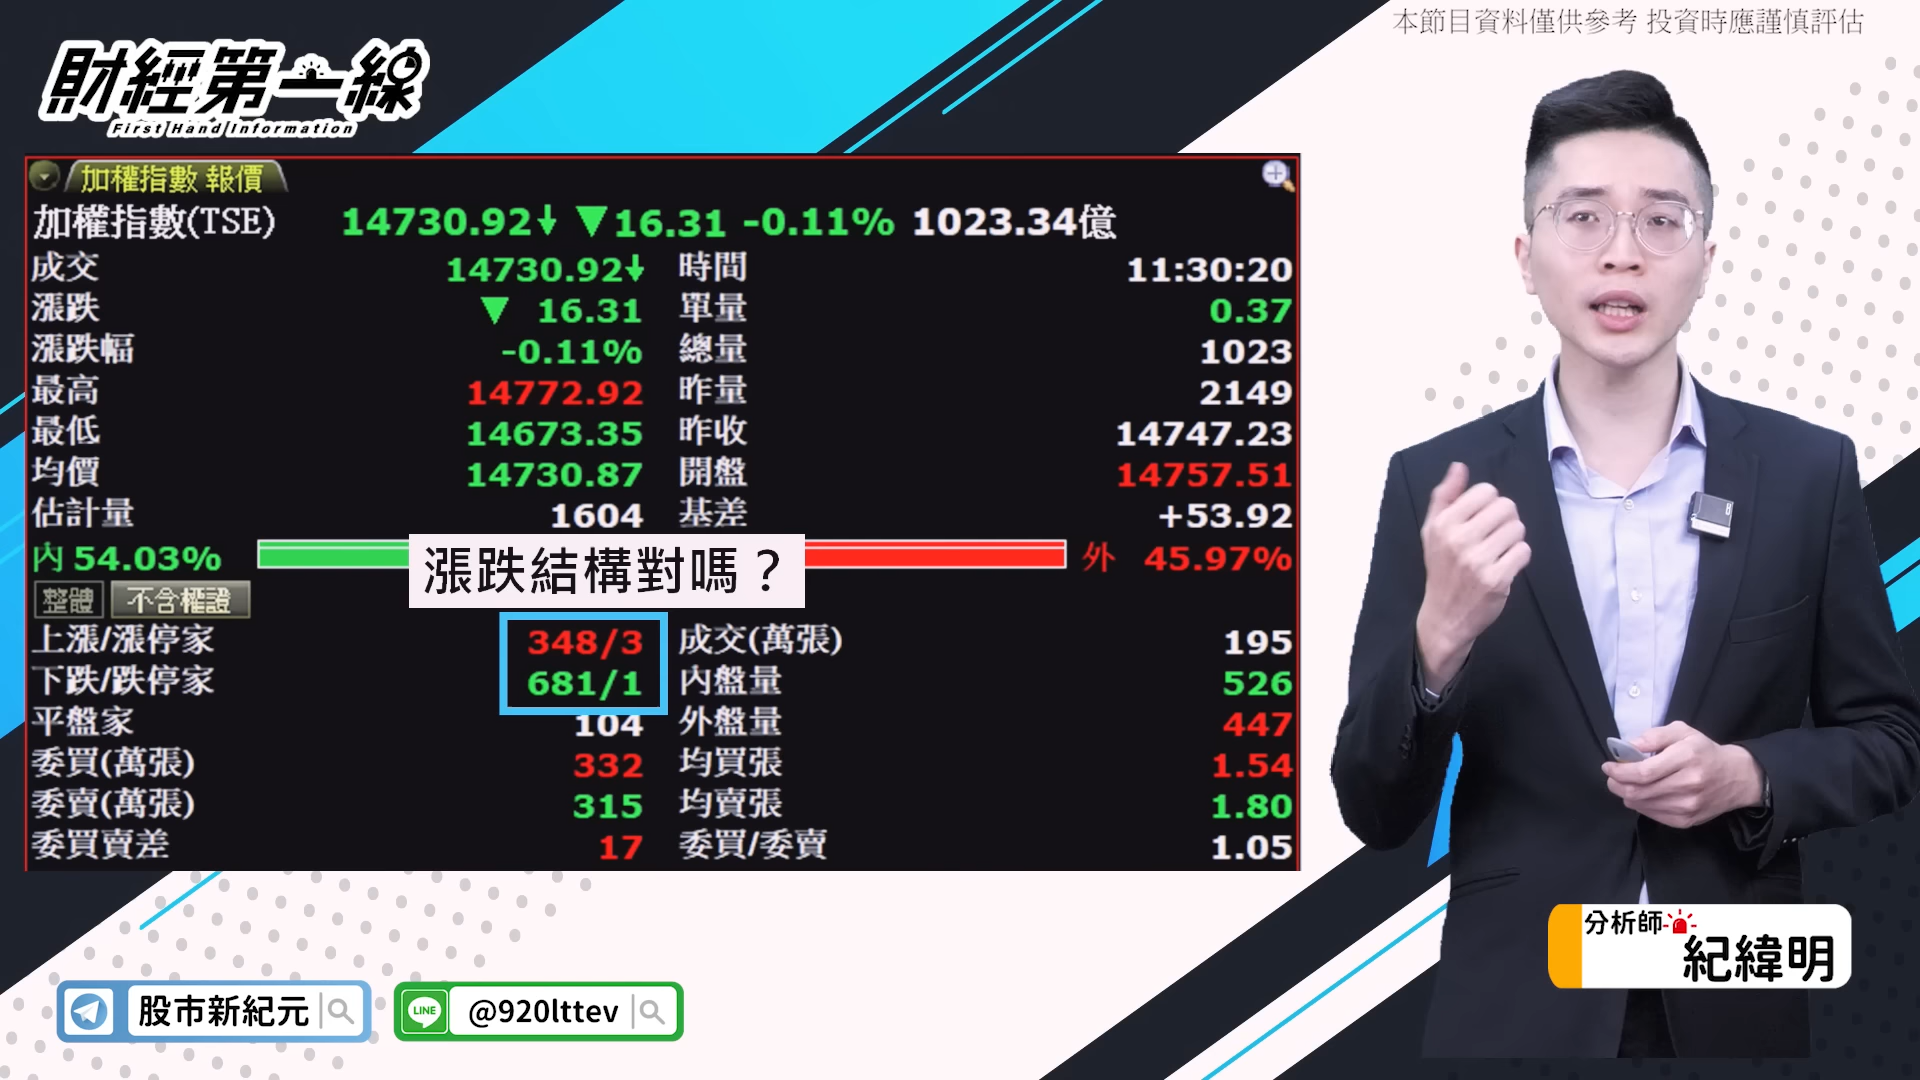 本節目資料僅供參考 投資時應謹慎評估
財經第一線
First Hand Information
加權指數 報價
加權指數(TSE) 14730.92↓ ▼16.31 -0.11% 1023.34億
成交 14730.92↓ 時間 11:30:20
漲跌 ▼ 16.31 單量 0.37
漲跌幅 -0.11% 總量 1023
最高 14772.92 昨量 2149
最低 14673.35 昨收 14747.23
均價 14730.87 開盤 14757.51
估計量 1604 基差 +53.92
內 54.03% 外 45.97%
漲跌結構對嗎？
整體 不含權證
上漲/漲停家 348/3 成交(萬張) 195
下跌/跌停家 681/1 內盤量 526
平盤家 104 外盤量 447
委買(萬張) 332 均買張 1.54
委賣(萬張) 315 均賣張 1.80
委買賣差 17 委買/委賣 1.05
分析師
紀緯明
股市新紀元
LINE @920lttev